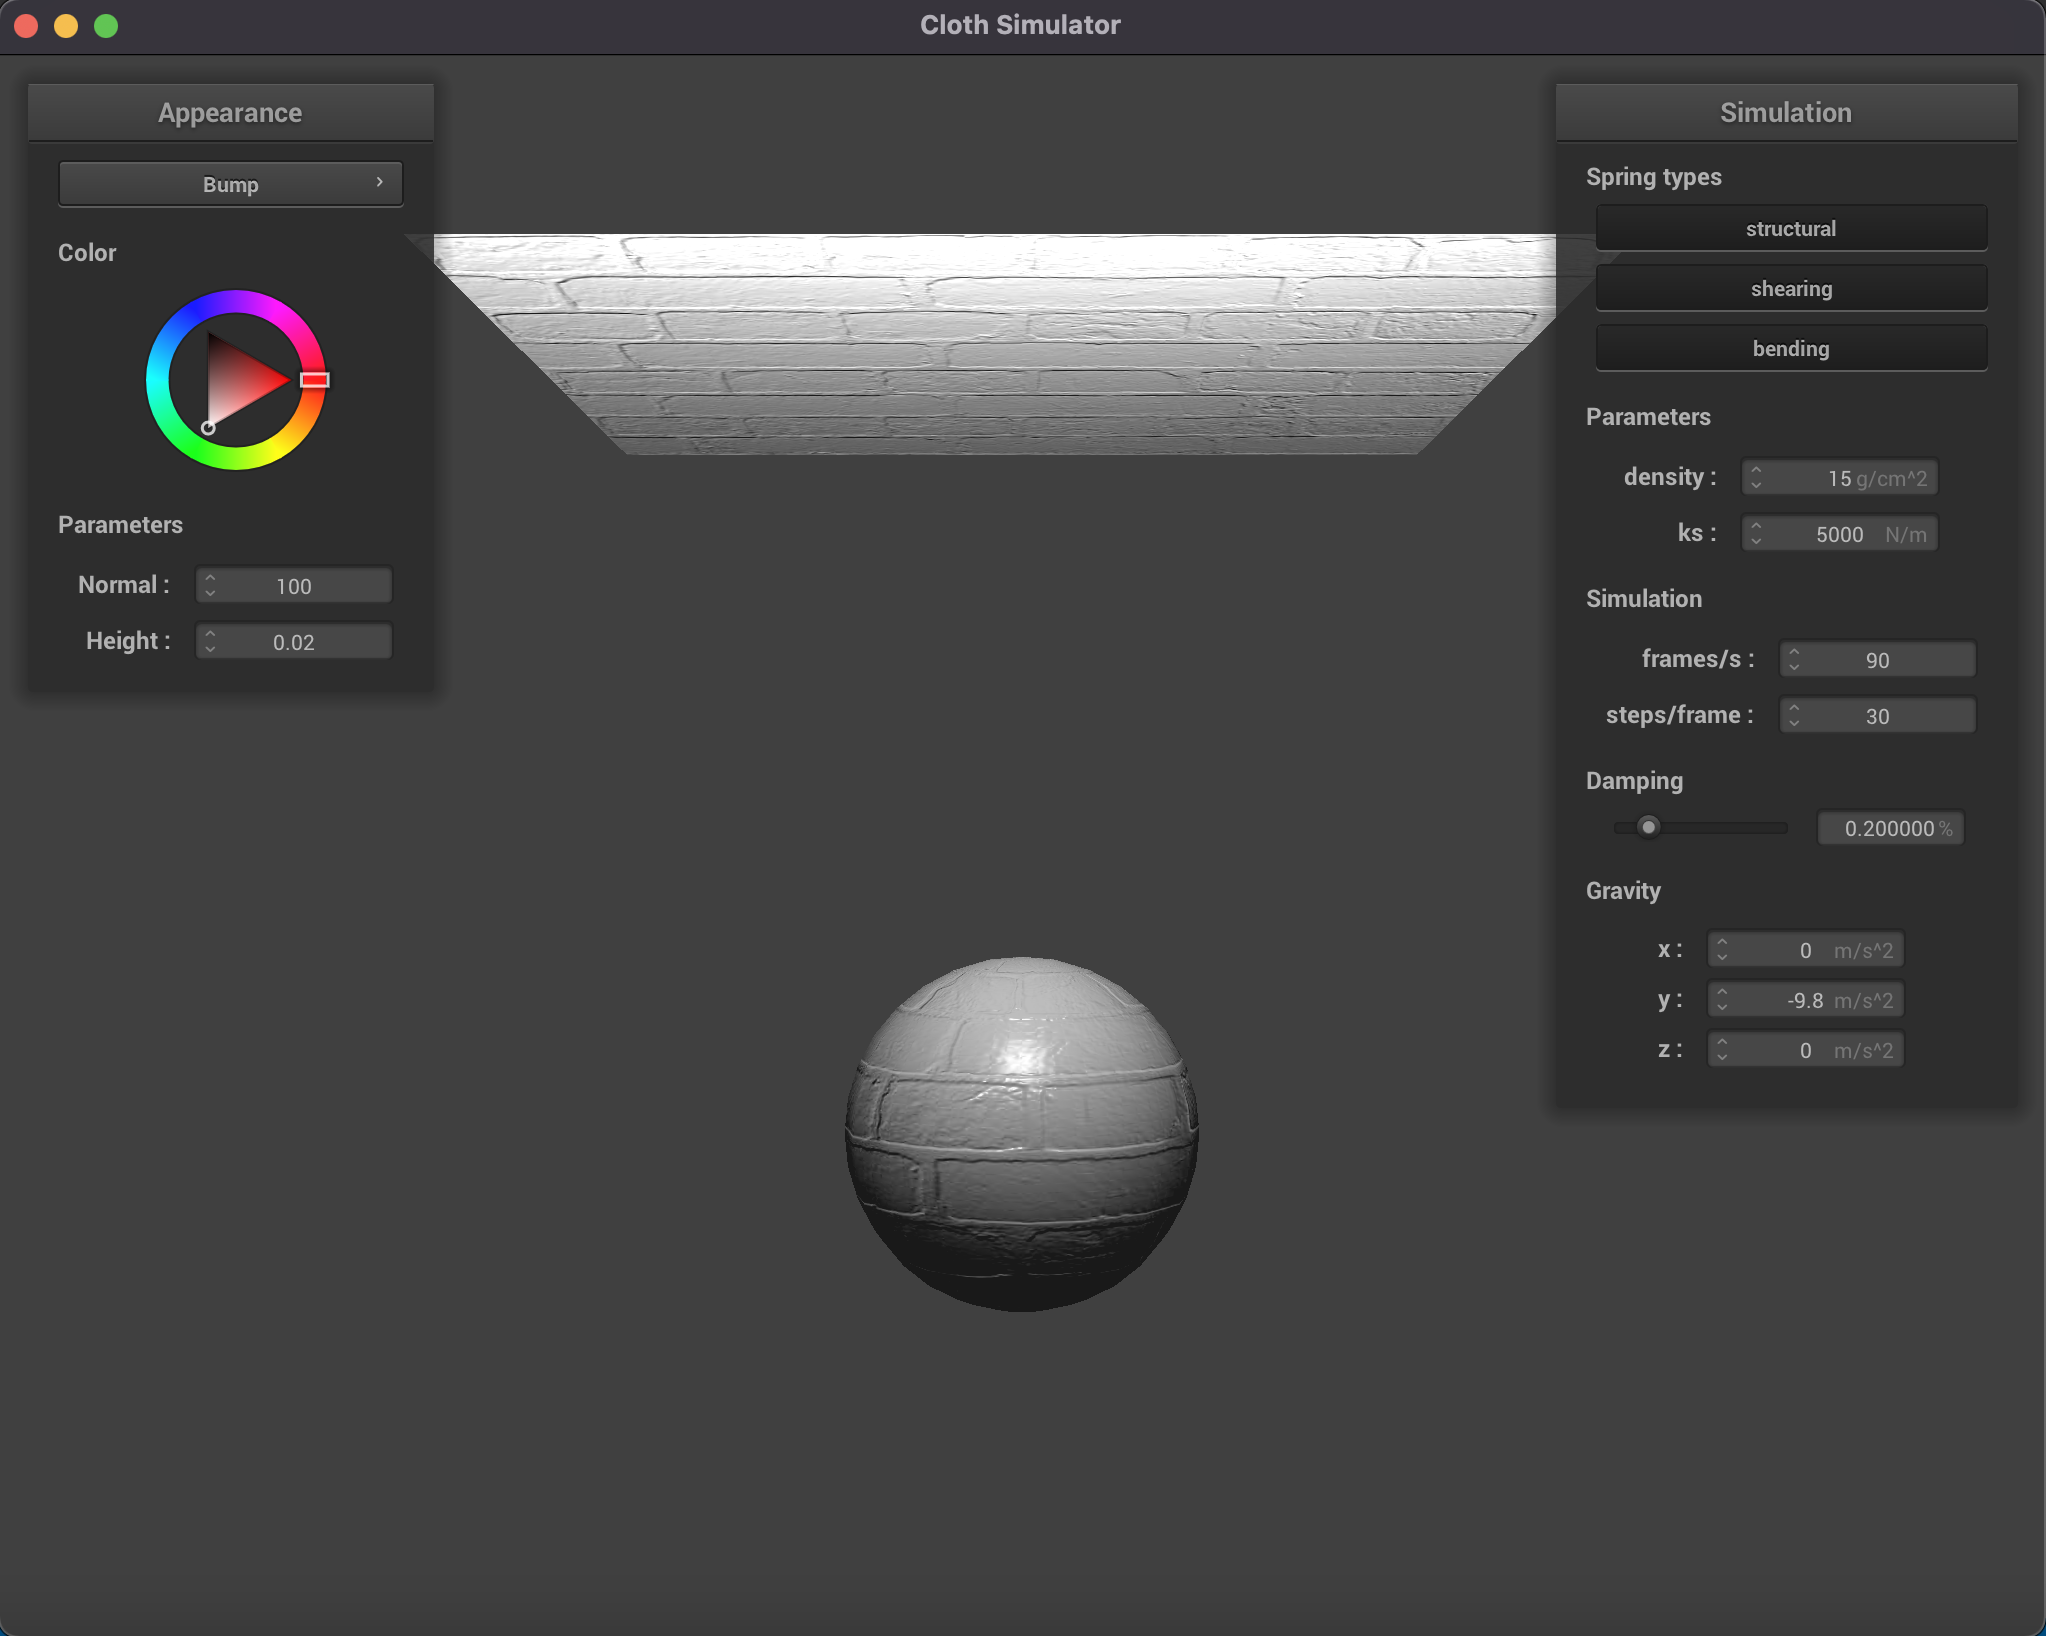 Cloth Simulator
Appearance
Bump
Color
Parameters
Normal : 100
Height : 0.02
Simulation
Spring types
structural
shearing
bending
Parameters
density : 15 g/cm^2
ks : 5000 N/m
Simulation
frames/s : 90
steps/frame : 30
Damping
0.200000 %
Gravity
x : 0 m/s^2
y : -9.8 m/s^2
z : 0 m/s^2